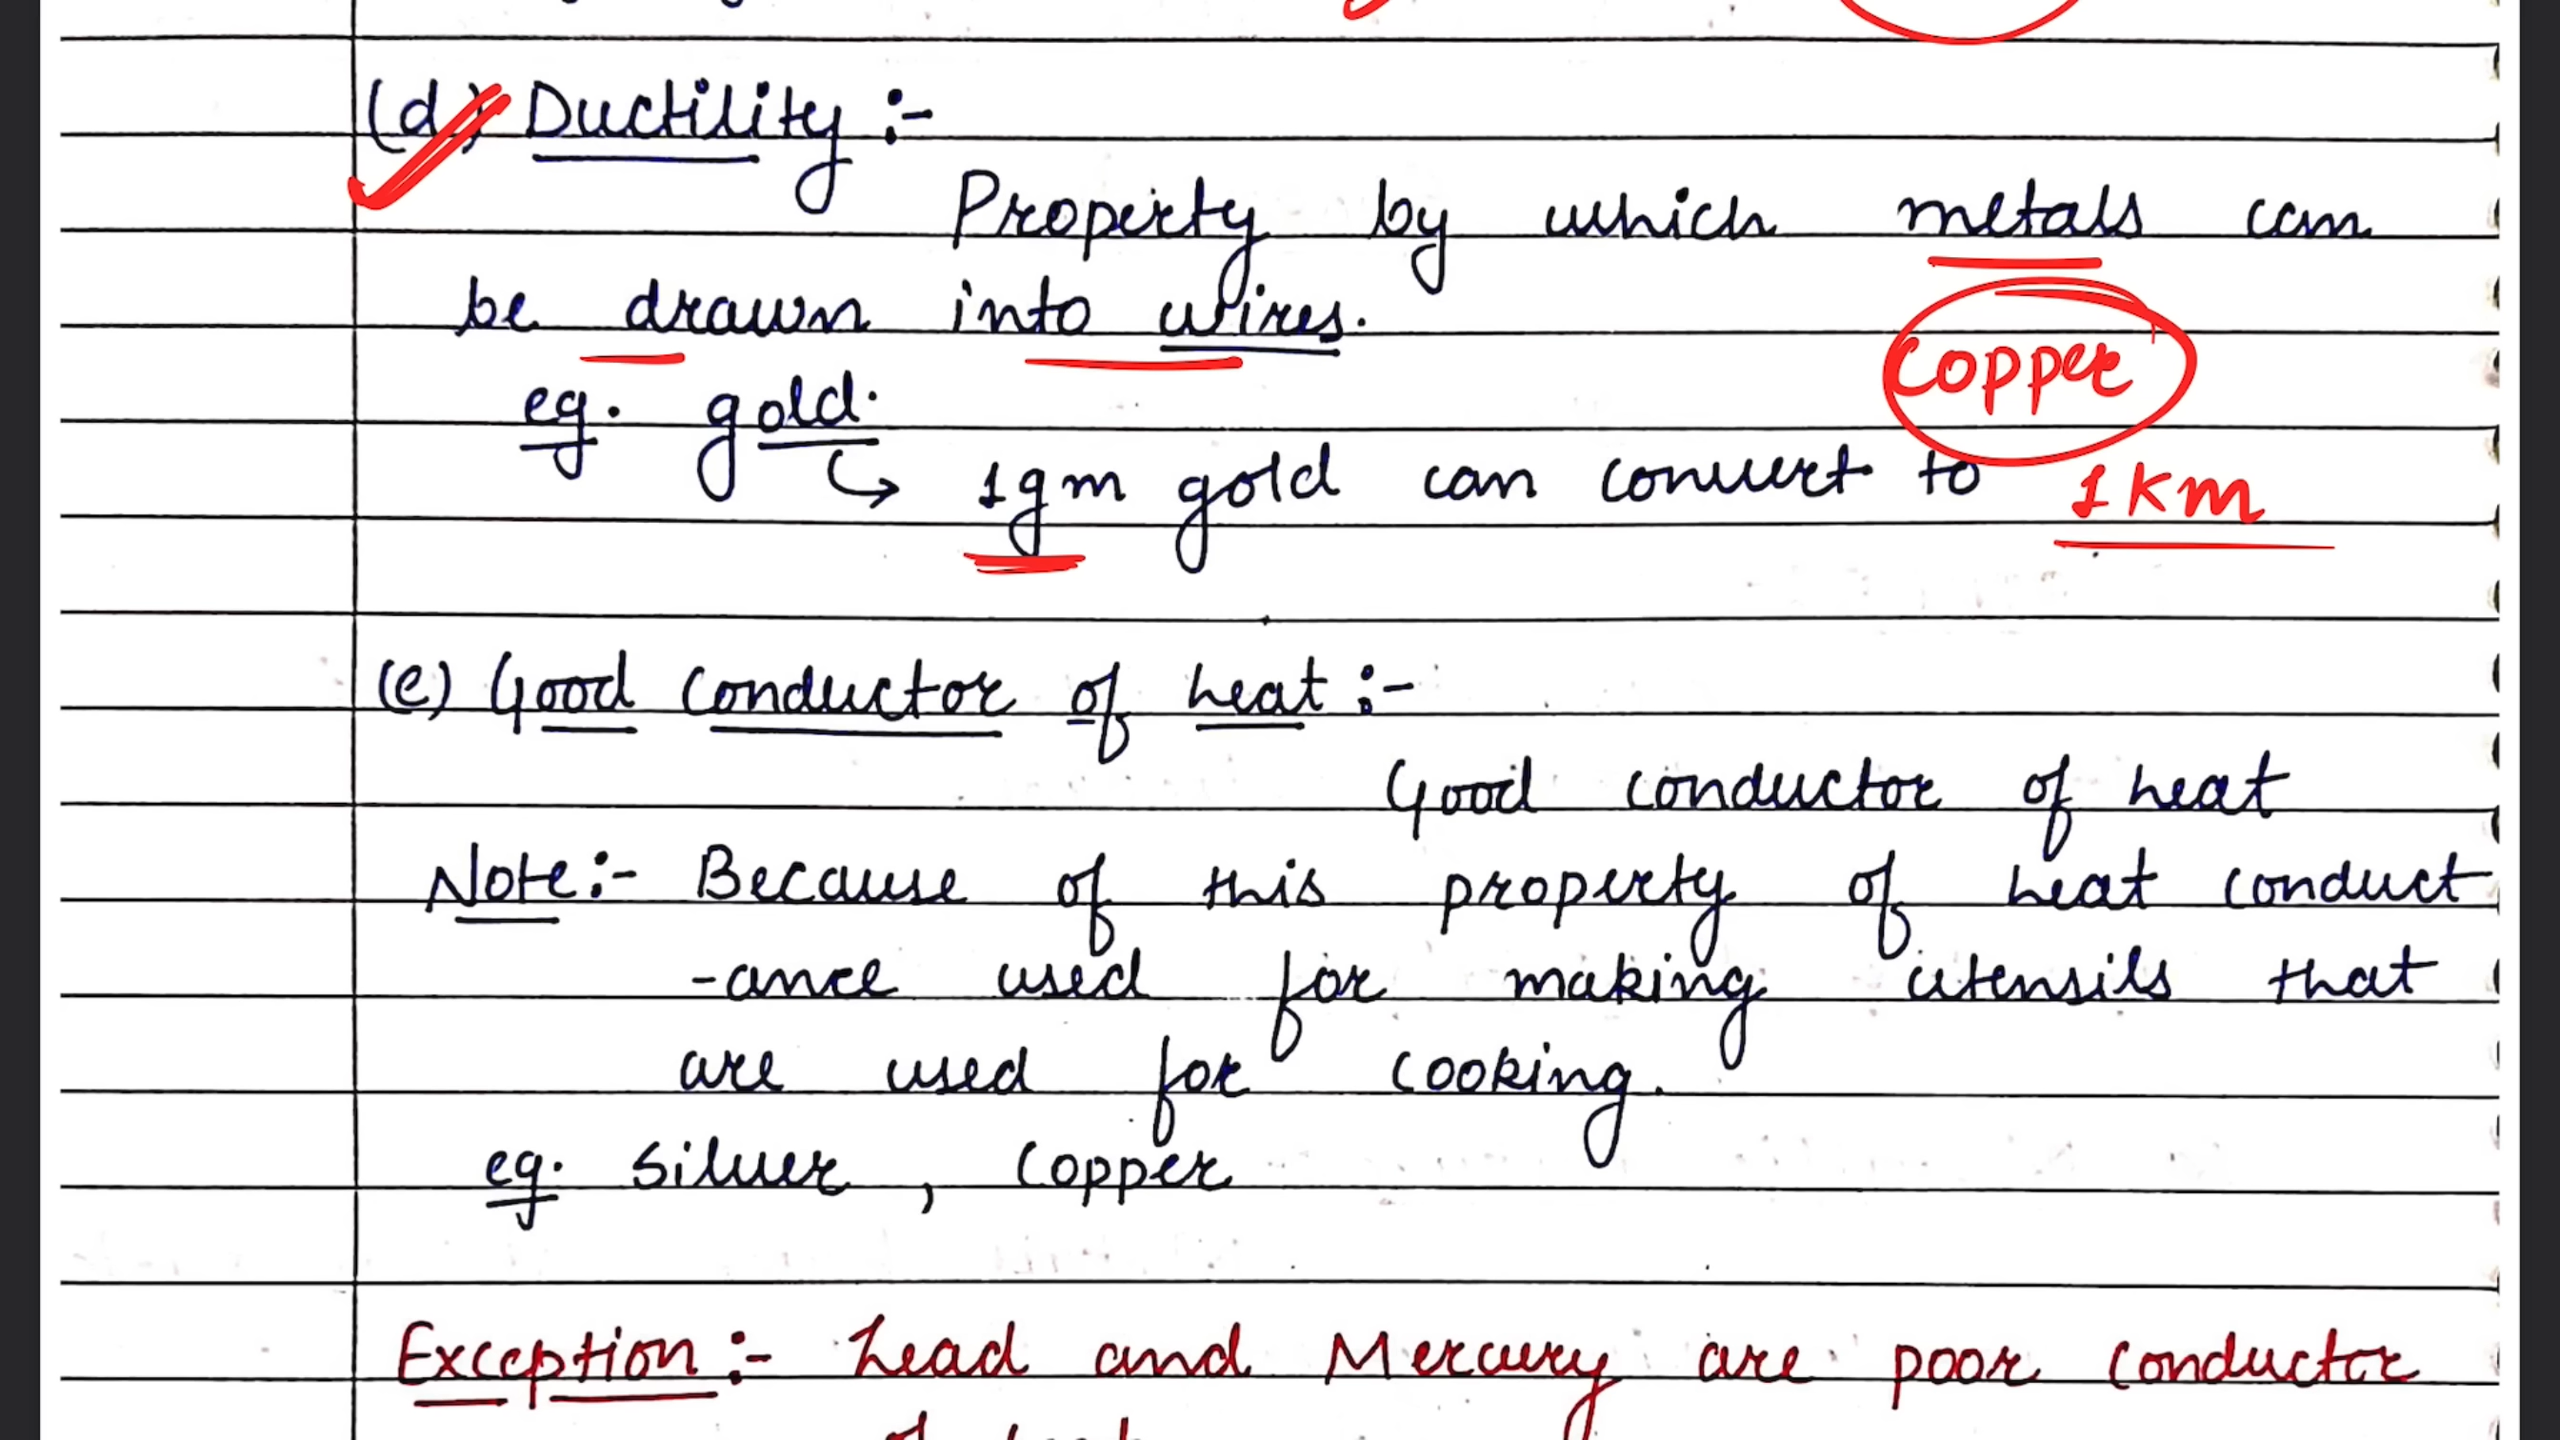 (d) Ductility :-
Property by which metals can
be drawn into wires.
copper
eg. gold.
↳ 1gm gold can convert to 1 Km
(e) Good conductor of heat :-
Good conductor of heat
Note:- Because of this property of heat conduct
-ance used for making utensils that
are used for cooking.
eg. silver, copper
Exception :- Lead and Mercury are poor conductor